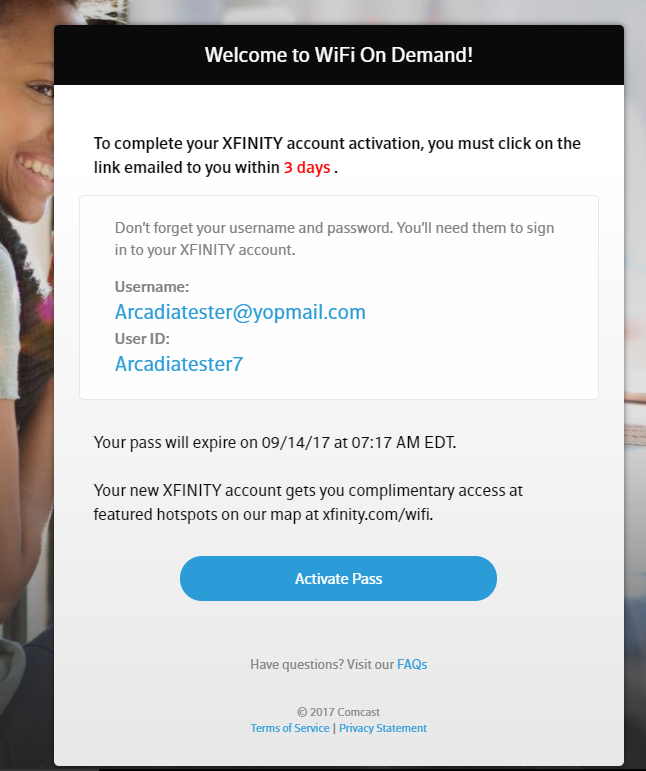 Welcome to WiFi On Demand!
To complete your XFINITY account activation, you must click on the
link emailed to you within 3 days .
Don't forget your username and password. You'll need them to sign
in to your XFINITY account.
Username:
Arcadiatester@yopmail.com
User ID:
Arcadiatester7
Your pass will expire on 09/14/17 at 07:17 AM EDT.
Your new XFINITY account gets you complimentary access at
featured hotspots on our map at xfinity.com/wifi.
Activate Pass
Have questions? Visit our FAQs
© 2017 Comcast
Terms of Service | Privacy Statement